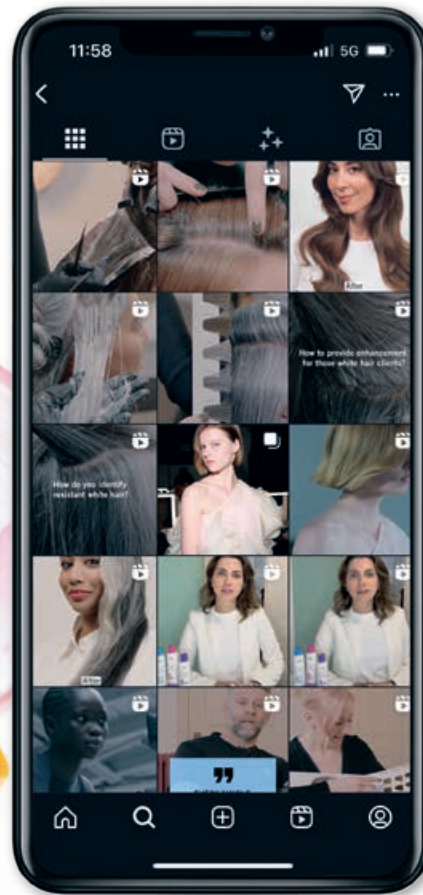 11:58
5G
After
How to provide enhancement
for those white hair clients?
How do you identify
resistant white hair?
After